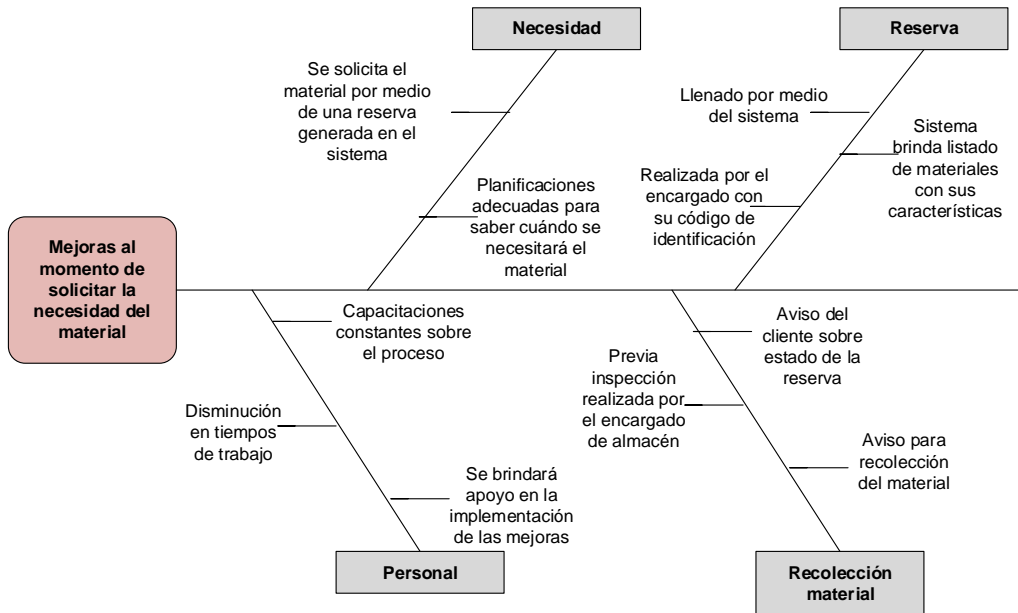 Necesidad
Reserva
Se solicita el
material por medio
de una reserva
generada en el
sistema
Planificaciones
adecuadas para
saber cuándo se
necesitará el
material
Llenado por medio
del sistema
Realizada por el
encargado con
su código de
identificación
Sistema
brinda listado
de materiales
con sus
características
Mejoras al
momento de
solicitar la
necesidad del
material
Capacitaciones
constantes sobre
el proceso
Disminución
en tiempos
de trabajo
Se brindará
apoyo en la
implementación
de las mejoras
Aviso del
cliente sobre
estado de la
reserva
Previa
inspección
realizada por
el encargado
de almacén
Aviso para
recolección
del material
Personal
Recolección
material